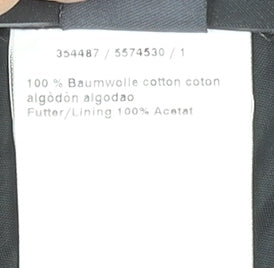 354487 / 5574530 / 1
100 % Baumwolle cotton coton
algodón algodao
Futter/Lining 100% Acetat